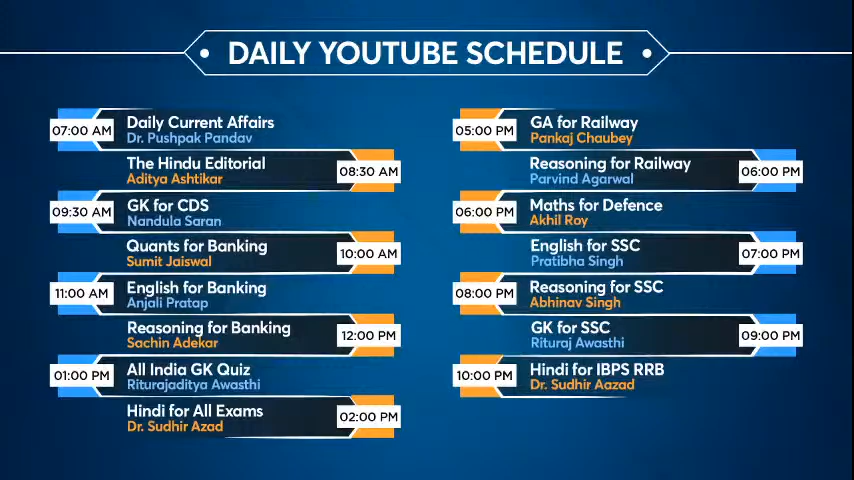 DAILY YOUTUBE SCHEDULE
07:00 AM
Daily Current Affairs
Dr. Pushpak Pandav
The Hindu Editorial
Aditya Ashtikar
08:30 AM
09:30 AM
GK for CDS
Nandula Saran
Quants for Banking
Sumit Jaiswal
10:00 AM
11:00 AM
English for Banking
Anjali Pratap
Reasoning for Banking
Sachin Adekar
12:00 PM
01:00 PM
All India GK Quiz
Riturajaditya Awasthi
Hindi for All Exams
Dr. Sudhir Azad
02:00 PM
05:00 PM
GA for Railway
Pankaj Chaubey
Reasoning for Railway
Parvind Agarwal
06:00 PM
06:00 PM
Maths for Defence
Akhil Roy
English for SSC
Pratibha Singh
07:00 PM
08:00 PM
Reasoning for SSC
Abhinav Singh
GK for SSC
Rituraj Awasthi
09:00 PM
10:00 PM
Hindi for IBPS RRB
Dr. Sudhir Aazad